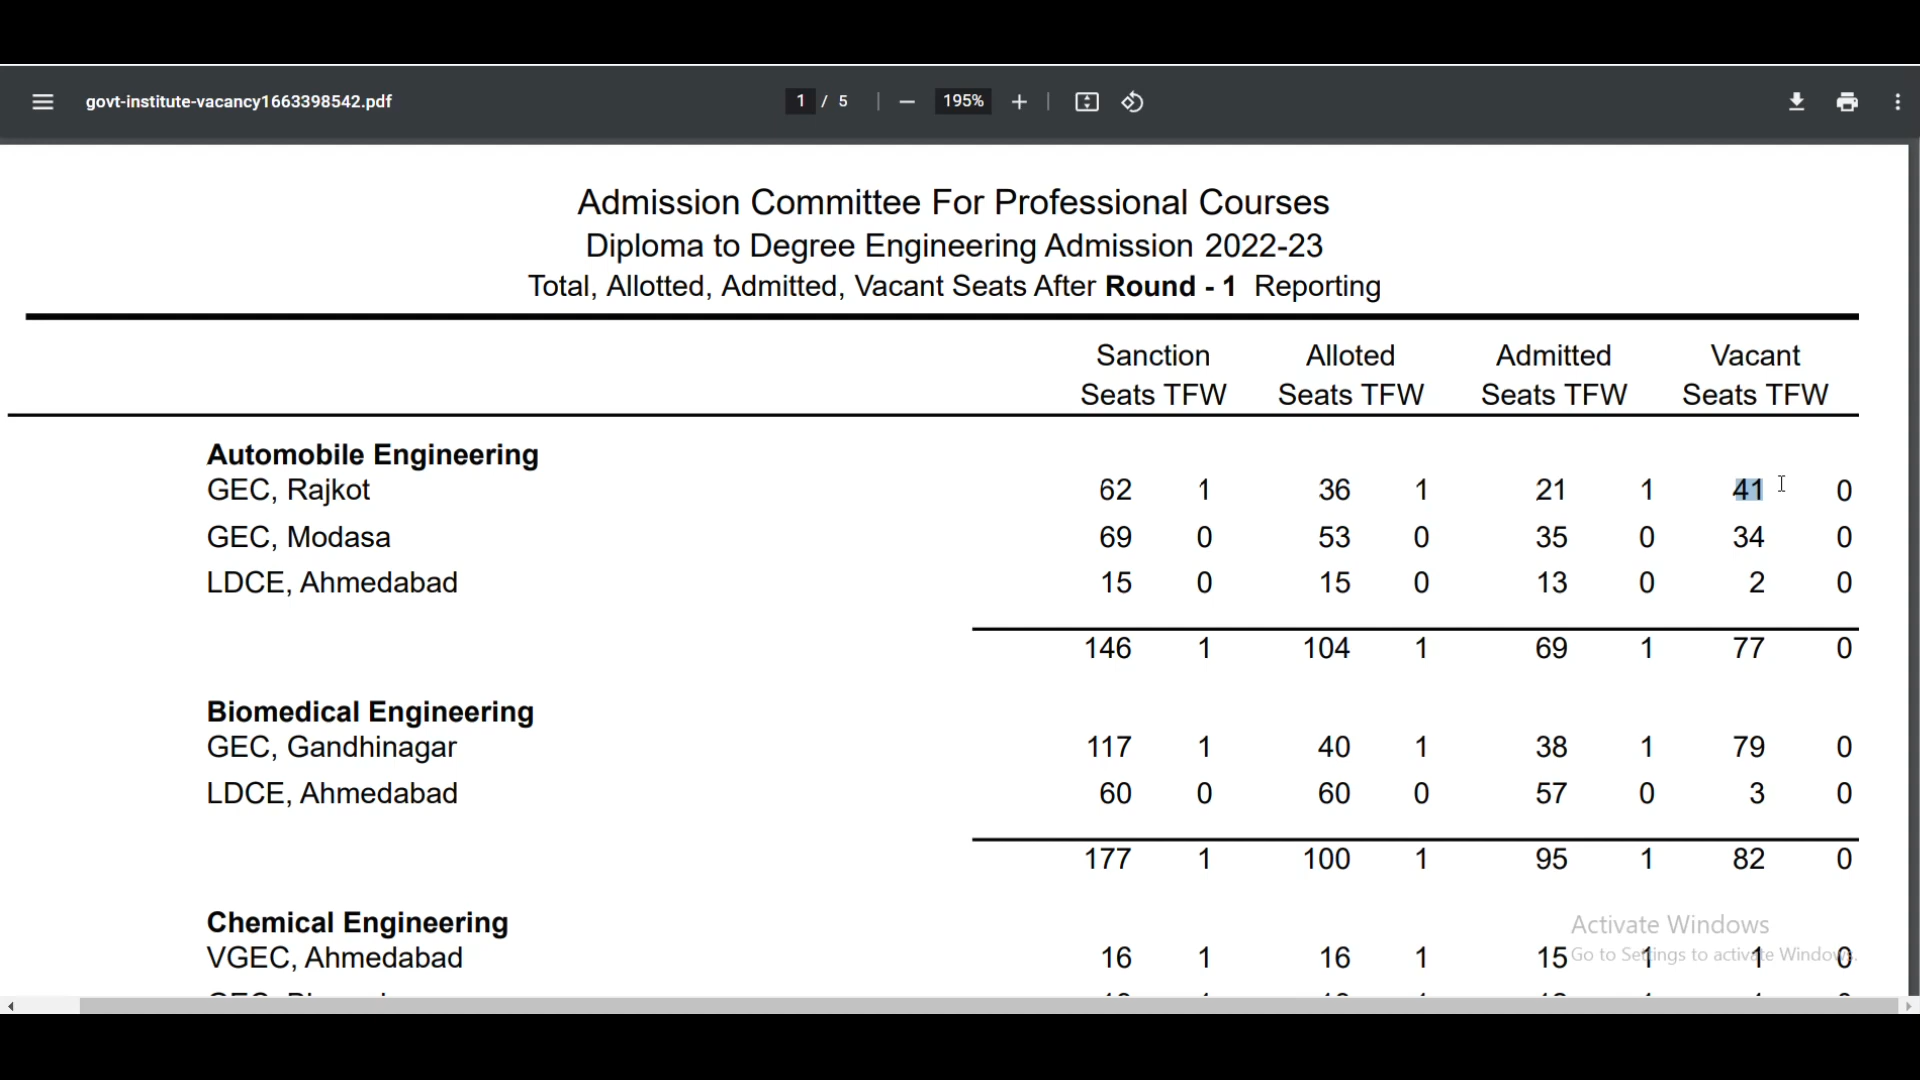 govt-institute-vacancy1663398542.pdf 1 / 5 195%
Admission Committee For Professional Courses
Diploma to Degree Engineering Admission 2022-23
Total, Allotted, Admitted, Vacant Seats After Round - 1 Reporting
Sanction Alloted Admitted Vacant
Seats TFW Seats TFW Seats TFW Seats TFW
Automobile Engineering
GEC, Rajkot 62 1 36 1 21 1 41 0
GEC, Modasa 69 0 53 0 35 0 34 0
LDCE, Ahmedabad 15 0 15 0 13 0 2 0
146 1 104 1 69 1 77 0
Biomedical Engineering
GEC, Gandhinagar 117 1 40 1 38 1 79 0
LDCE, Ahmedabad 60 0 60 0 57 0 3 0
177 1 100 1 95 1 82 0
Chemical Engineering
Activate Windows
VGEC, Ahmedabad 16 1 16 1 15 1 1 0
Go to Settings to activate Windows.